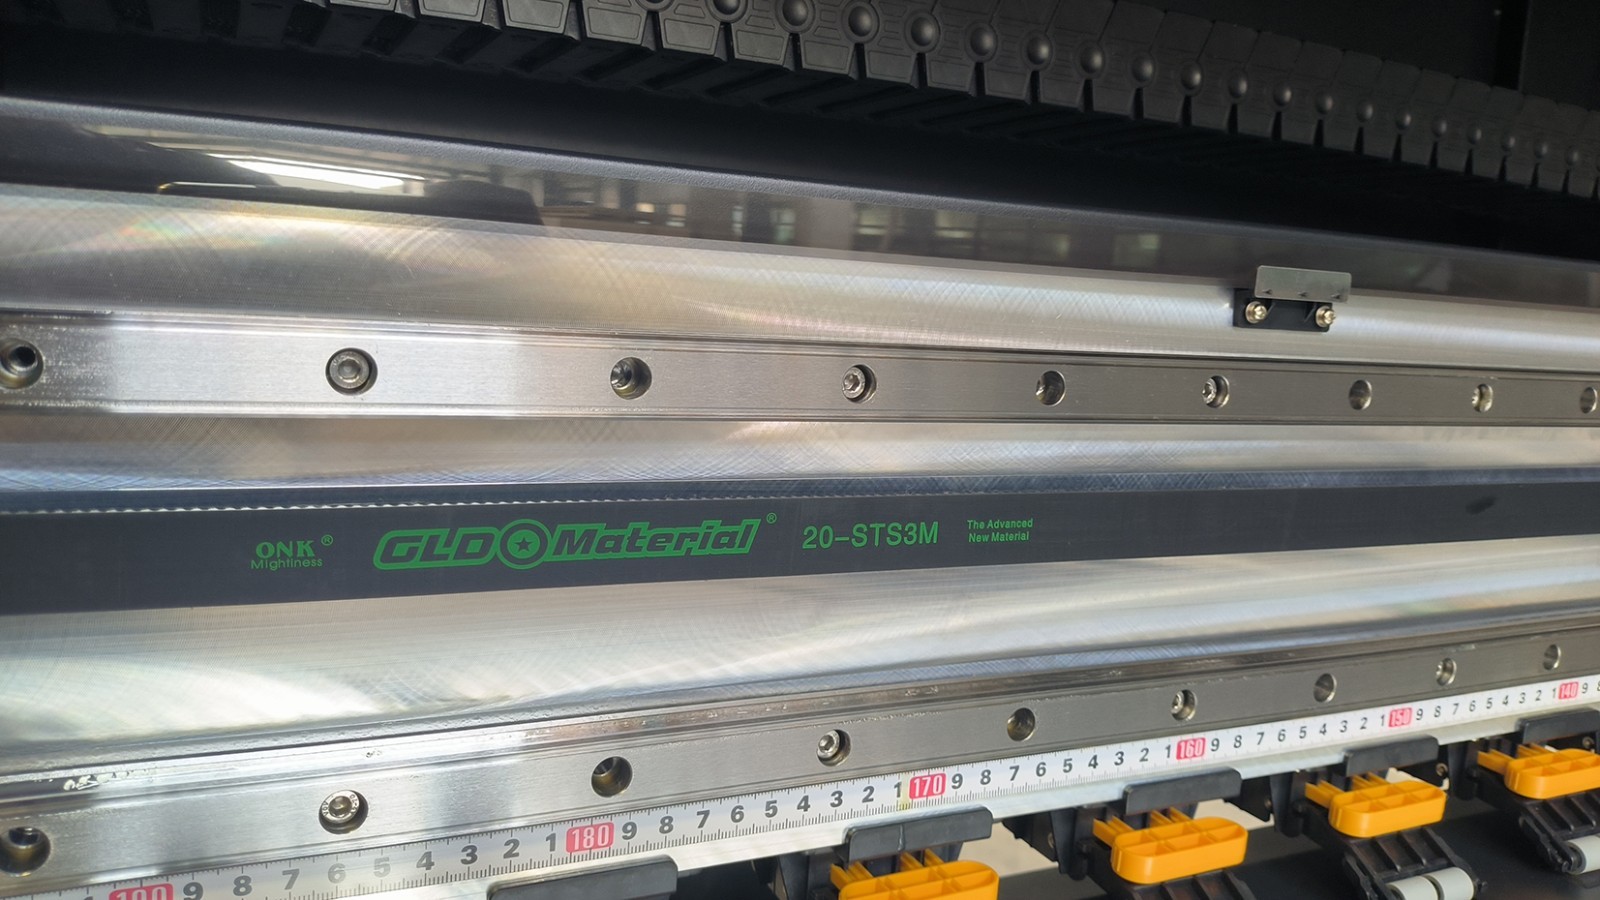 ONK®
Mightiness
GLD Material®
20-STS3M
The Advanced
New Material
190 9 8 7 6 5 4 3 2 1 180 9 8 7 6 5 4 3 2 1 170 9 8 7 6 5 4 3 2 1 160 9 8 7 6 5 4 3 2 1 150 9 8 7 6 5 4 3 2 1 140 9 8